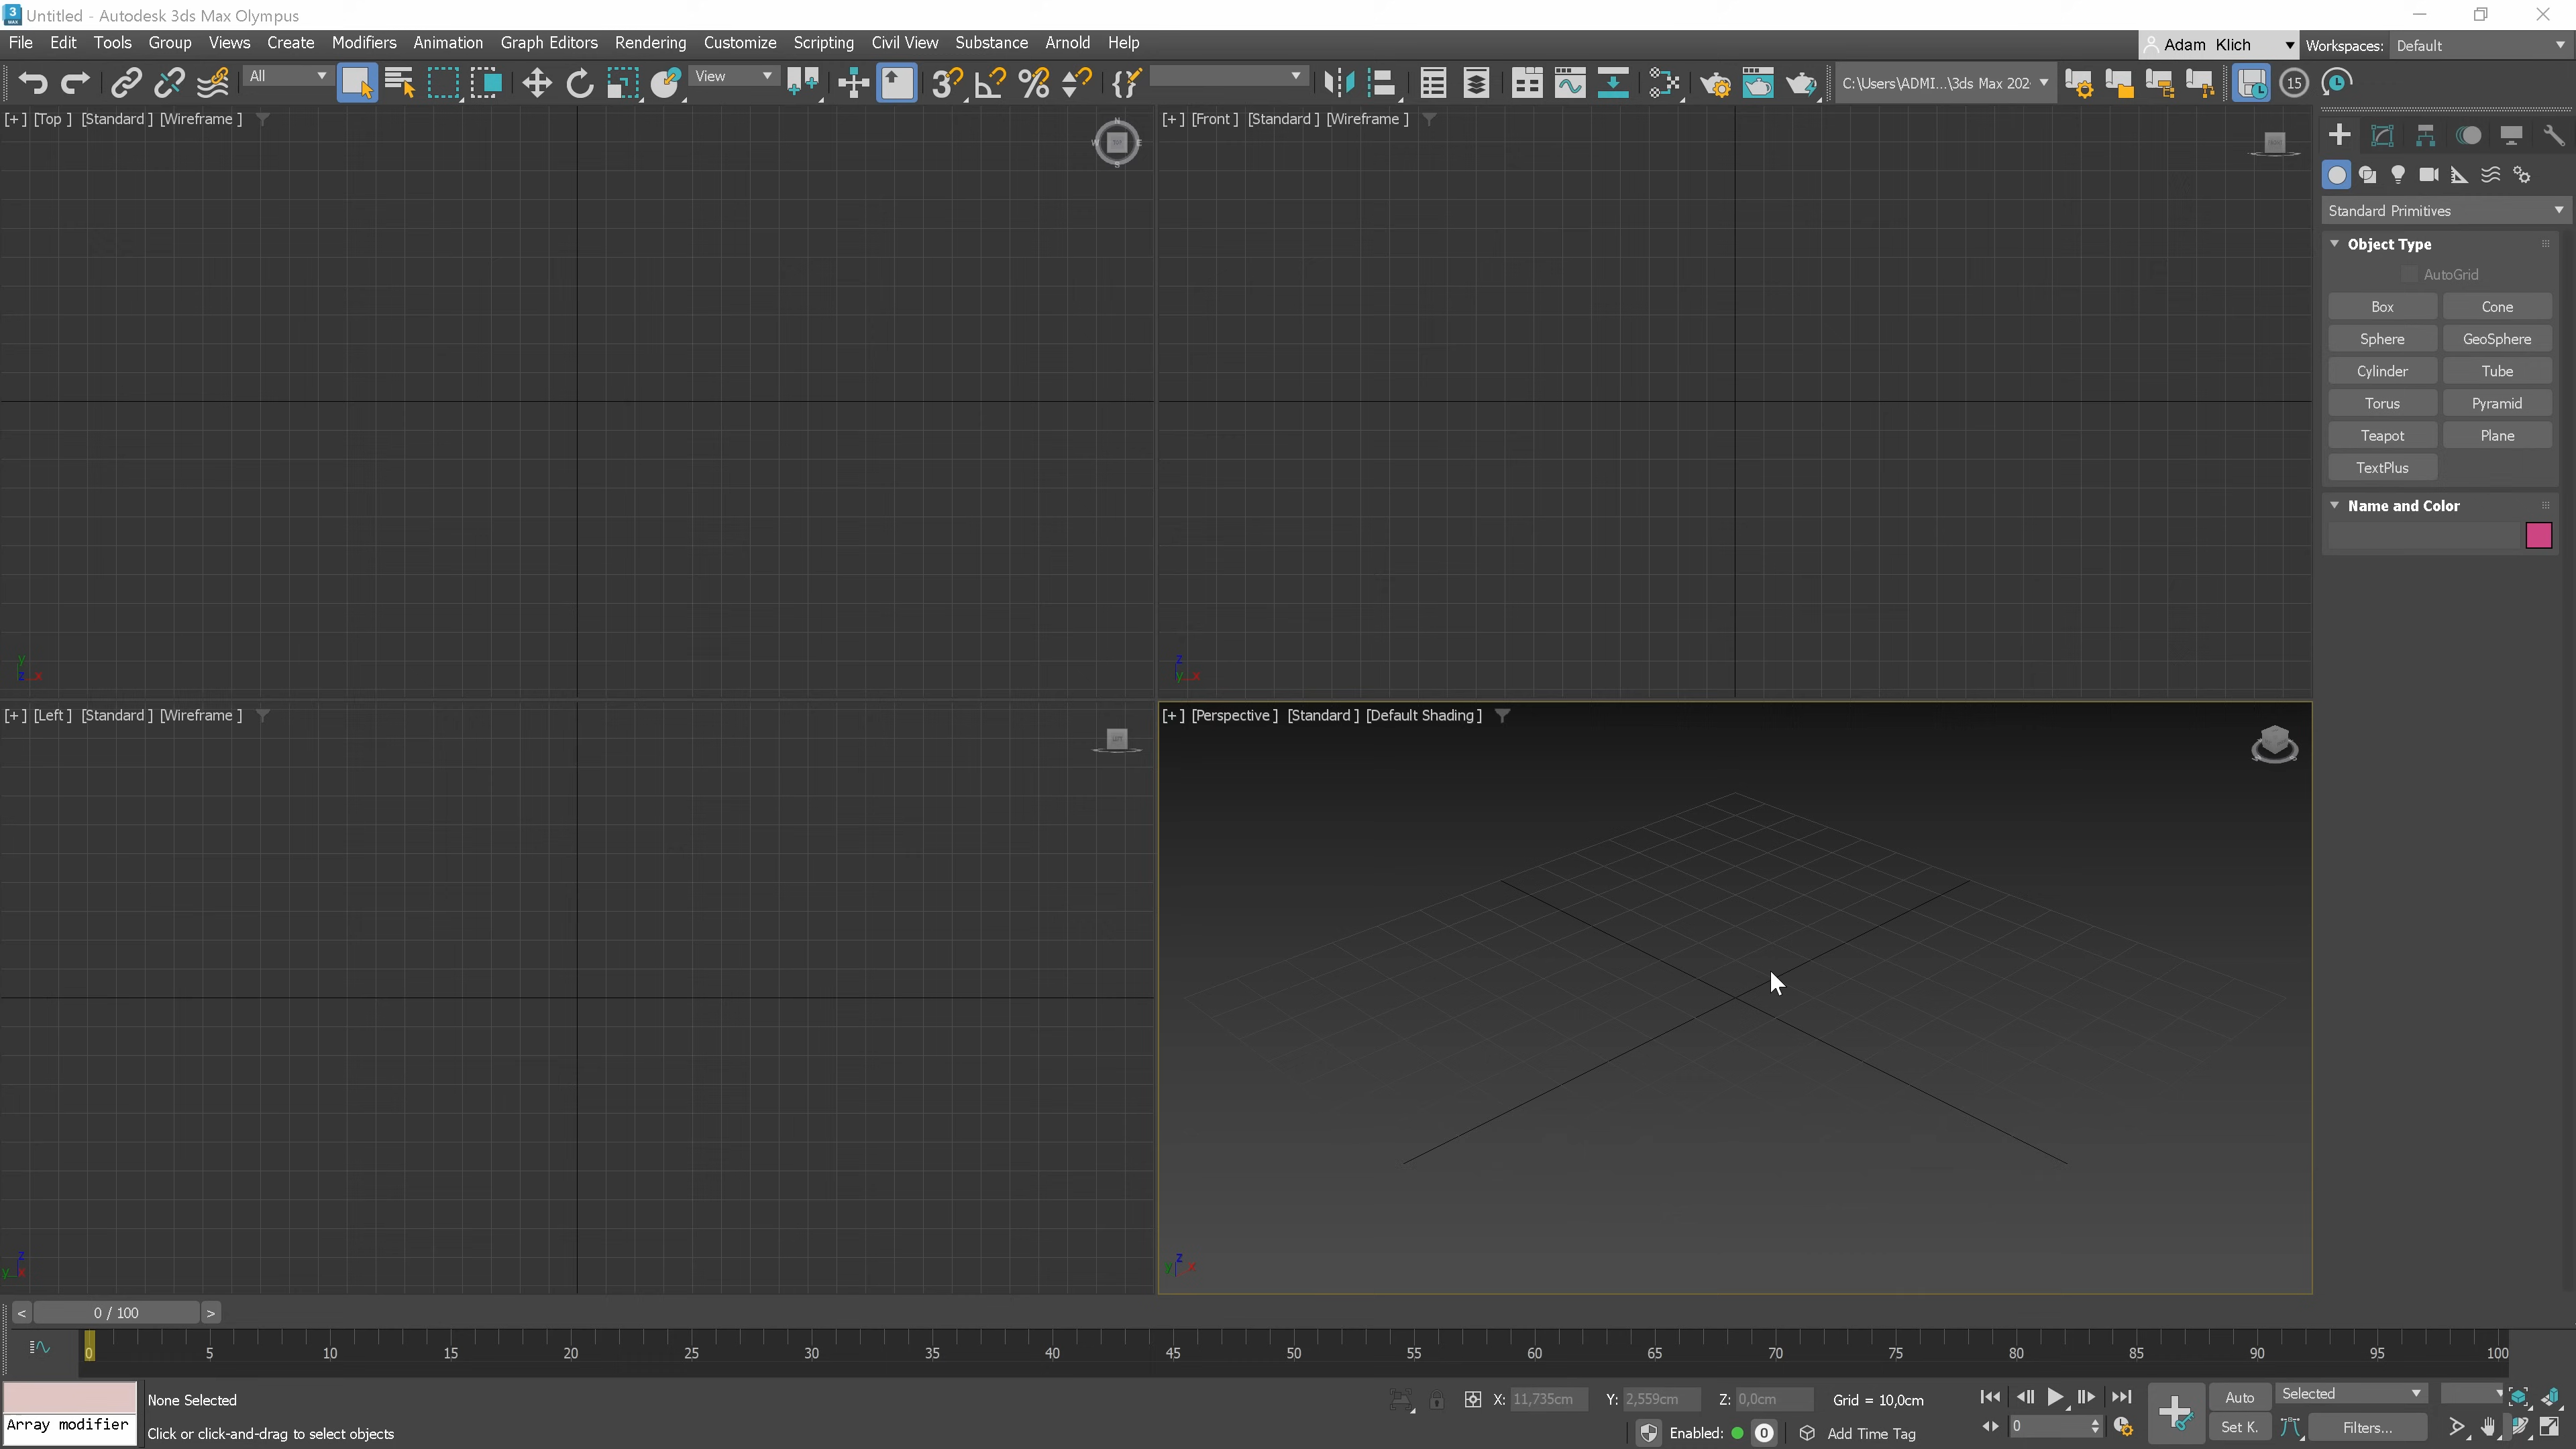 Untitled - Autodesk 3ds Max Olympus
File Edit Tools Group Views Create Modifiers Animation Graph Editors Rendering Customize Scripting Civil View Substance Arnold Help
Adam Klich Workspaces: Default
All View C:\Users\ADMI...\3ds Max 202 15
[+] [Top ] [Standard ] [Wireframe ]
N
W E
S
[+] [Front ] [Standard ] [Wireframe ]
Standard Primitives
Object Type
AutoGrid
Box Cone
Sphere GeoSphere
Cylinder Tube
Torus Pyramid
Teapot Plane
TextPlus
Name and Color
y
z x
z
y x
[+] [Left ] [Standard ] [Wireframe ]
[+] [Perspective ] [Standard ] [Default Shading ]
z
y x
z
y x
< 0 / 100 >
0 5 10 15 20 25 30 35 40 45 50 55 60 65 70 75 80 85 90 95 100
None Selected X: 11,735cm Y: 2,559cm Z: 0,0cm Grid = 10,0cm Auto Selected
Array modifier Click or click-and-drag to select objects Enabled: 0 Add Time Tag 0 Set K. Filters...